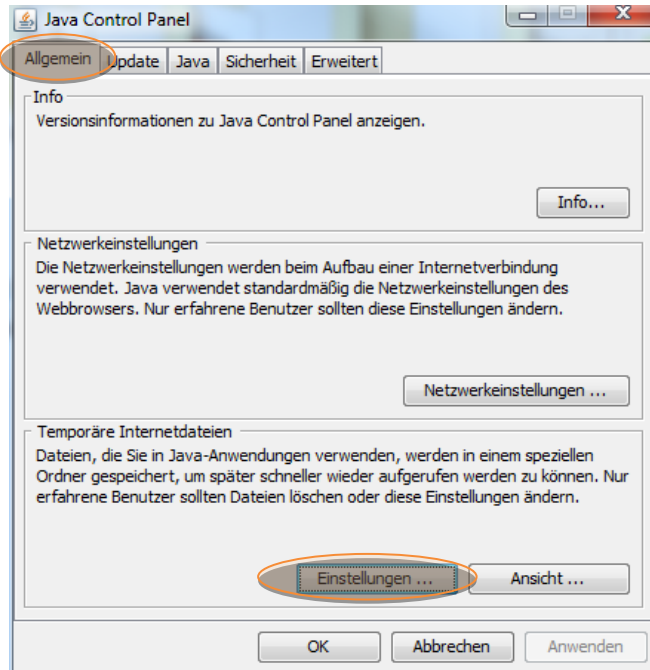 Java Control Panel
Allgemein Update Java Sicherheit Erweitert
Info
Versionsinformationen zu Java Control Panel anzeigen.
Info...
Netzwerkeinstellungen
Die Netzwerkeinstellungen werden beim Aufbau einer Internetverbindung
verwendet. Java verwendet standardmäßig die Netzwerkeinstellungen des
Webbrowsers. Nur erfahrene Benutzer sollten diese Einstellungen ändern.
Netzwerkeinstellungen ...
Temporäre Internetdateien
Dateien, die Sie in Java-Anwendungen verwenden, werden in einem speziellen
Ordner gespeichert, um später schneller wieder aufgerufen werden zu können. Nur
erfahrene Benutzer sollten Dateien löschen oder diese Einstellungen ändern.
Einstellungen ... Ansicht ...
OK Abbrechen Anwenden